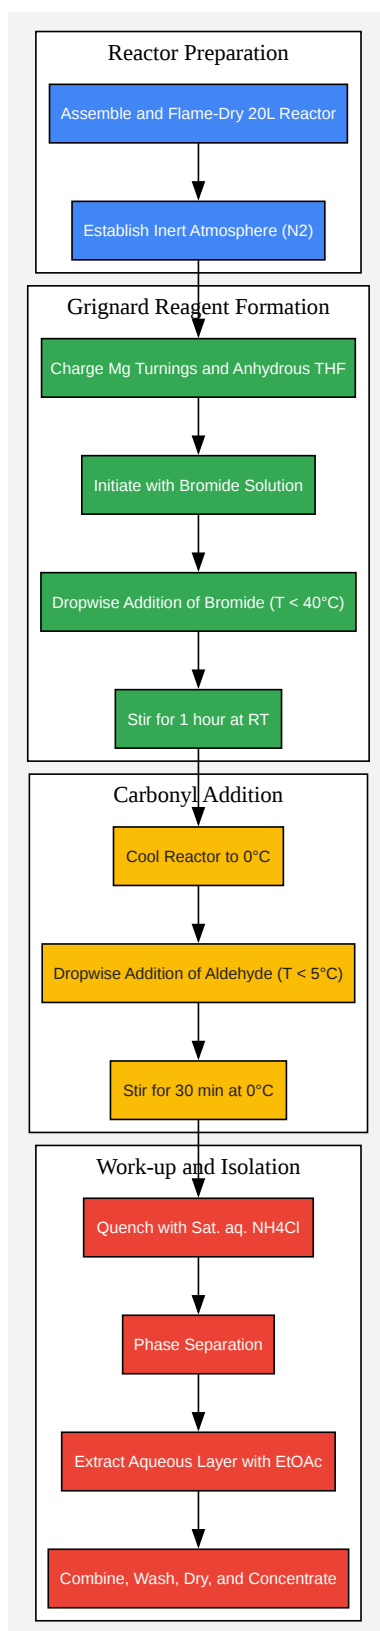 Reactor Preparation
Assemble and Flame-Dry 20L Reactor
Establish Inert Atmosphere (N2)
Grignard Reagent Formation
Charge Mg Turnings and Anhydrous THF
Initiate with Bromide Solution
Dropwise Addition of Bromide (T < 40°C)
Stir for 1 hour at RT
Carbonyl Addition
Cool Reactor to 0°C
Dropwise Addition of Aldehyde (T < 5°C)
Stir for 30 min at 0°C
Work-up and Isolation
Quench with Sat. aq. NH4Cl
Phase Separation
Extract Aqueous Layer with EtOAc
Combine, Wash, Dry, and Concentrate